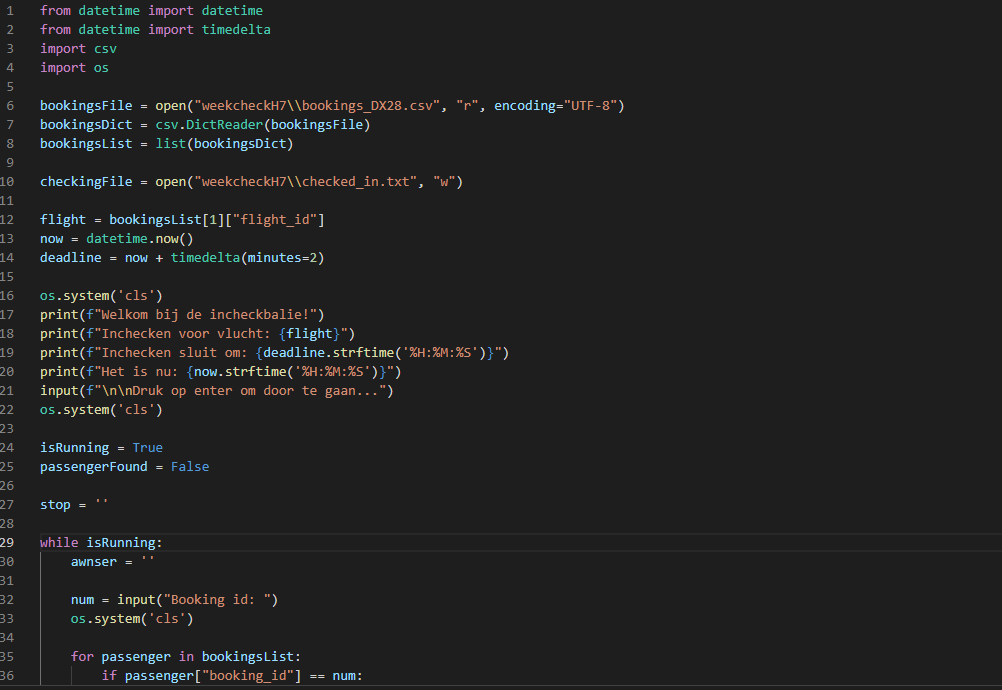 1 from datetime import datetime
2 from datetime import timedelta
3 import csv
4 import os
5
6 bookingsFile = open("weekcheckH7\\bookings_DX28.csv", "r", encoding="UTF-8")
7 bookingsDict = csv.DictReader(bookingsFile)
8 bookingsList = list(bookingsDict)
9
10 checkingFile = open("weekcheckH7\\checked_in.txt", "w")
11
12 flight = bookingsList[1]["flight_id"]
13 now = datetime.now()
14 deadline = now + timedelta(minutes=2)
15
16 os.system('cls')
17 print(f"Welkom bij de incheckbalie!")
18 print(f"Inchecken voor vlucht: {flight}")
19 print(f"Inchecken sluit om: {deadline.strftime('%H:%M:%S')}")
20 print(f"Het is nu: {now.strftime('%H:%M:%S')}")
21 input(f"\n\nDruk op enter om door te gaan...")
22 os.system('cls')
23
24 isRunning = True
25 passengerFound = False
26
27 stop = ''
28
29 while isRunning:
30     awnser = ''
31
32     num = input("Booking id: ")
33     os.system('cls')
34
35     for passenger in bookingsList:
36         if passenger["booking_id"] == num: